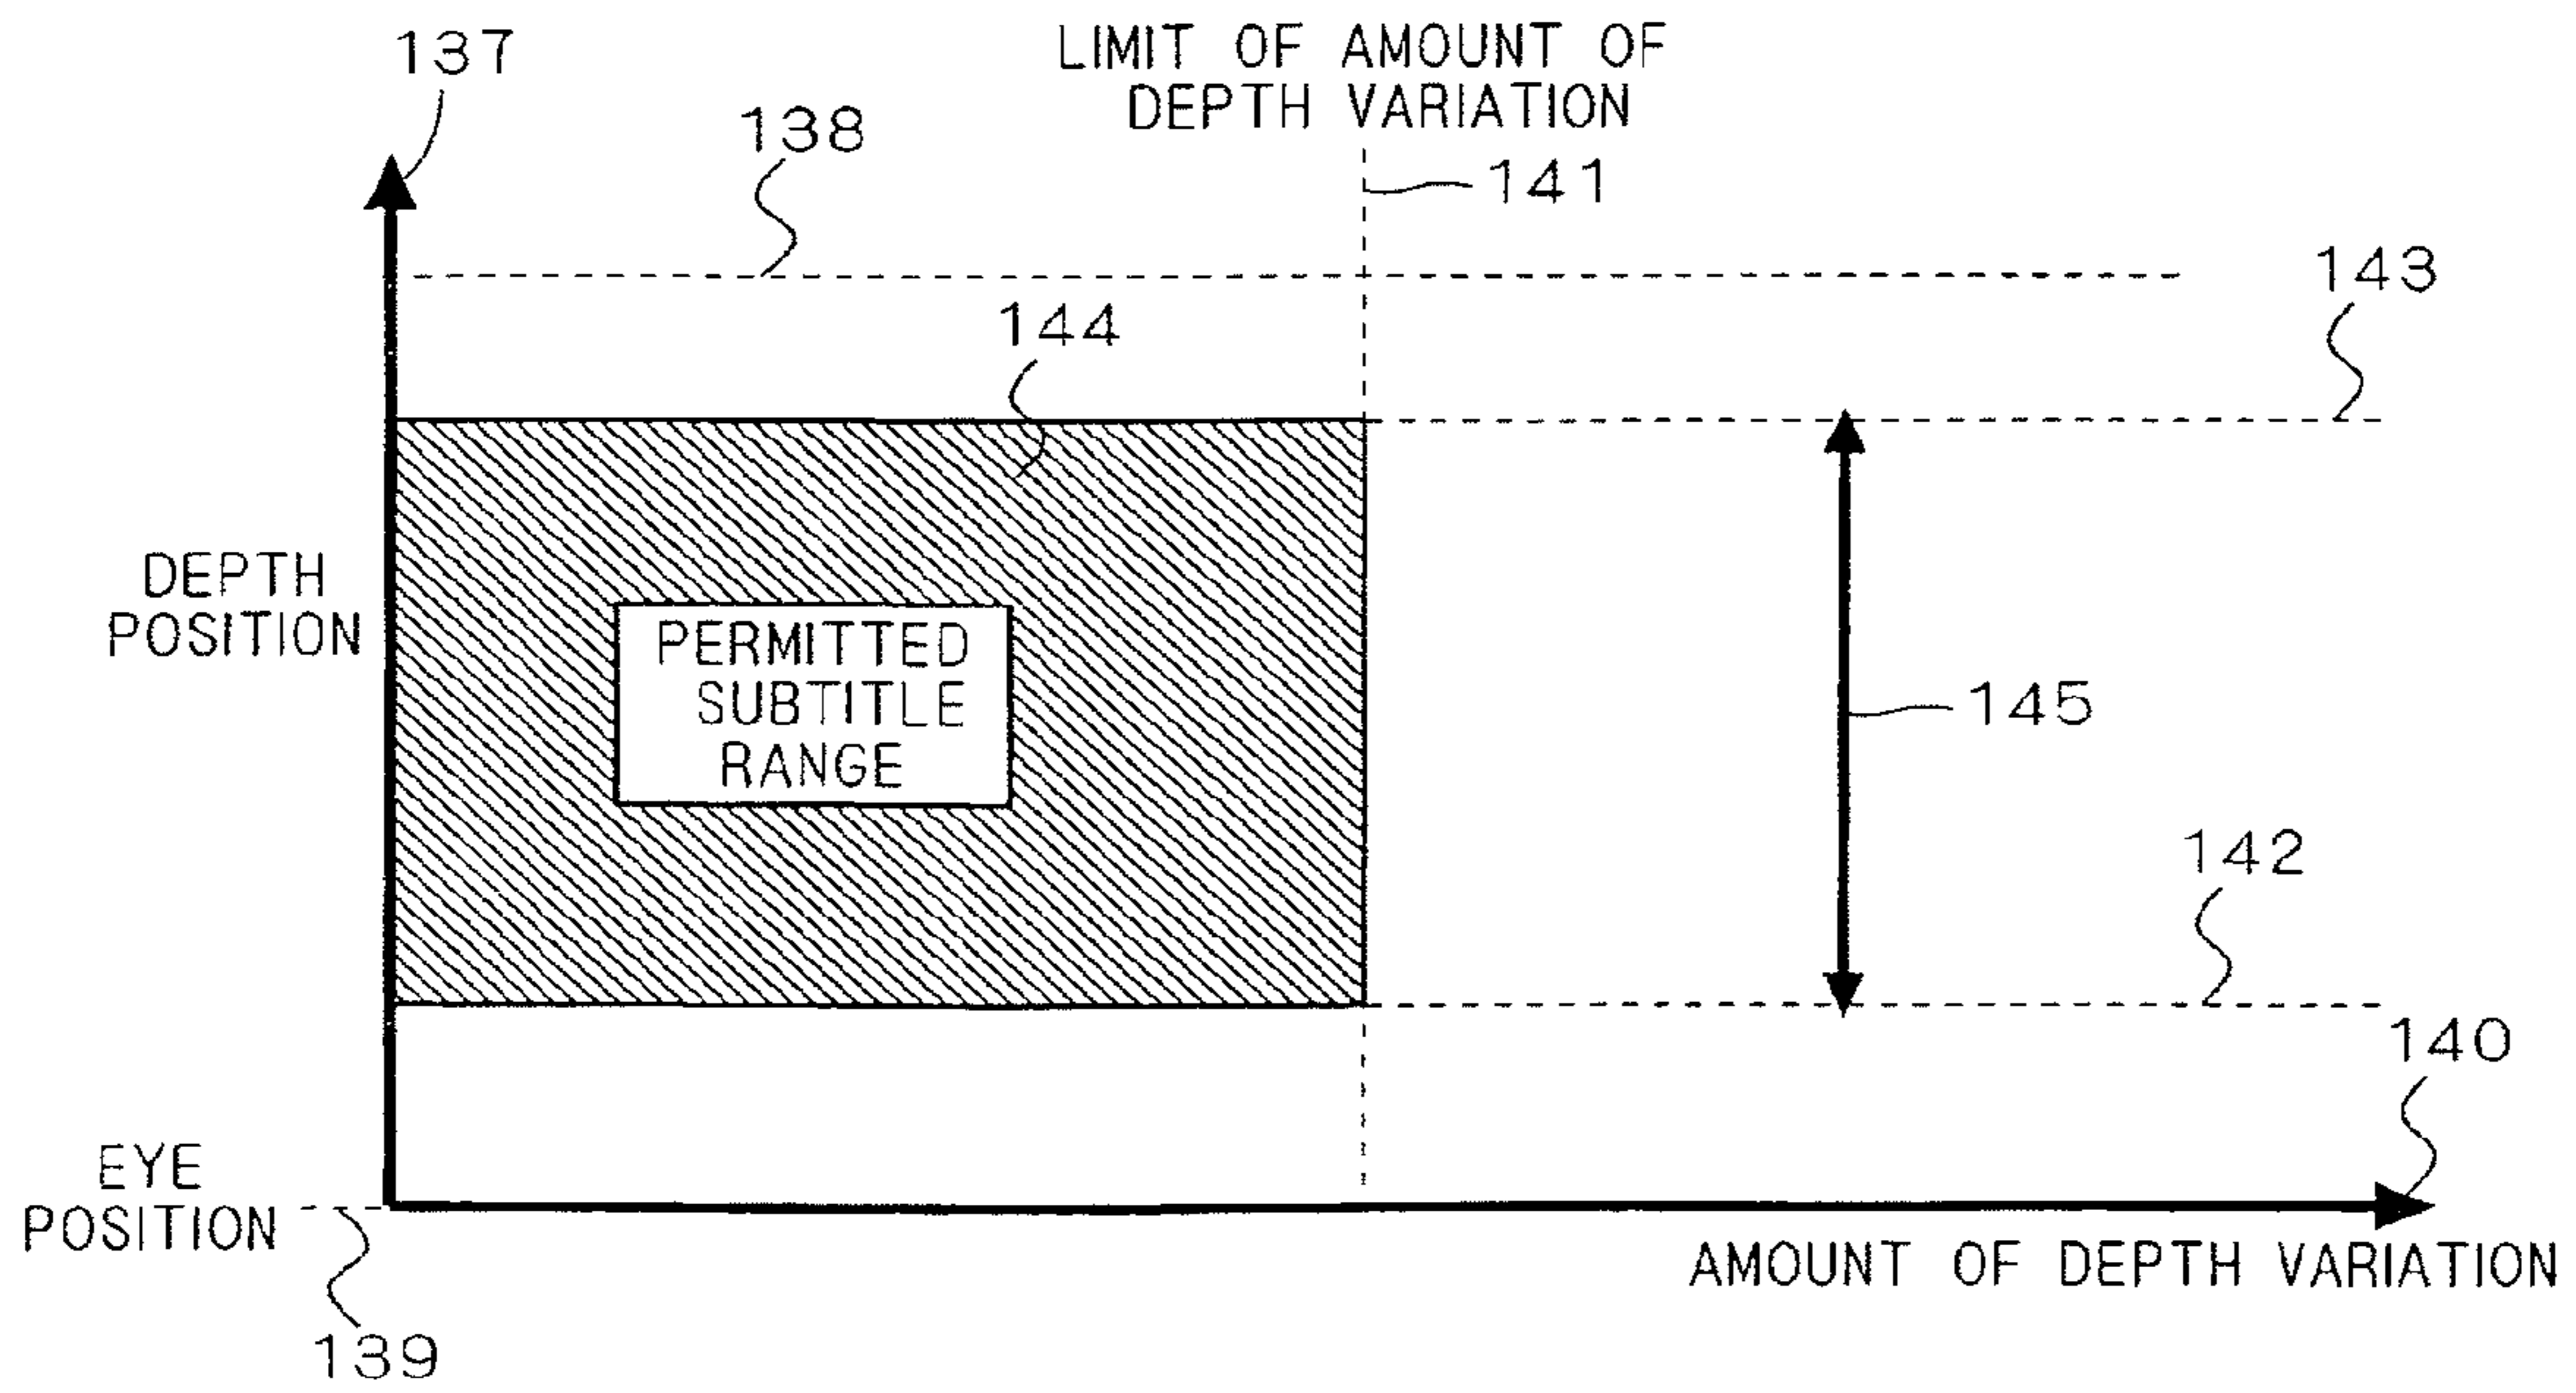 137
LIMIT OF AMOUNT OF
DEPTH VARIATION
138
141
143
144
DEPTH
POSITION
PERMITTED
SUBTITLE
RANGE
145
142
140
EYE
POSITION
AMOUNT OF DEPTH VARIATION
139